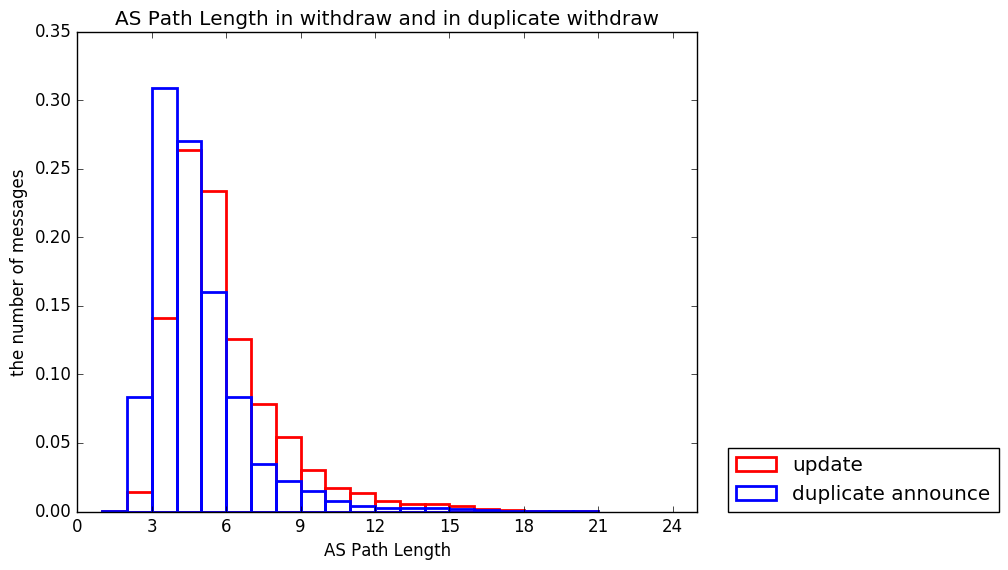 AS Path Length in withdraw and in duplicate withdraw
0.35
0.30
0.25
0.20
0.15
0.10
0.05
0.00
the number of messages
0 3 6 9 12 15 18 21 24
AS Path Length
update
duplicate announce